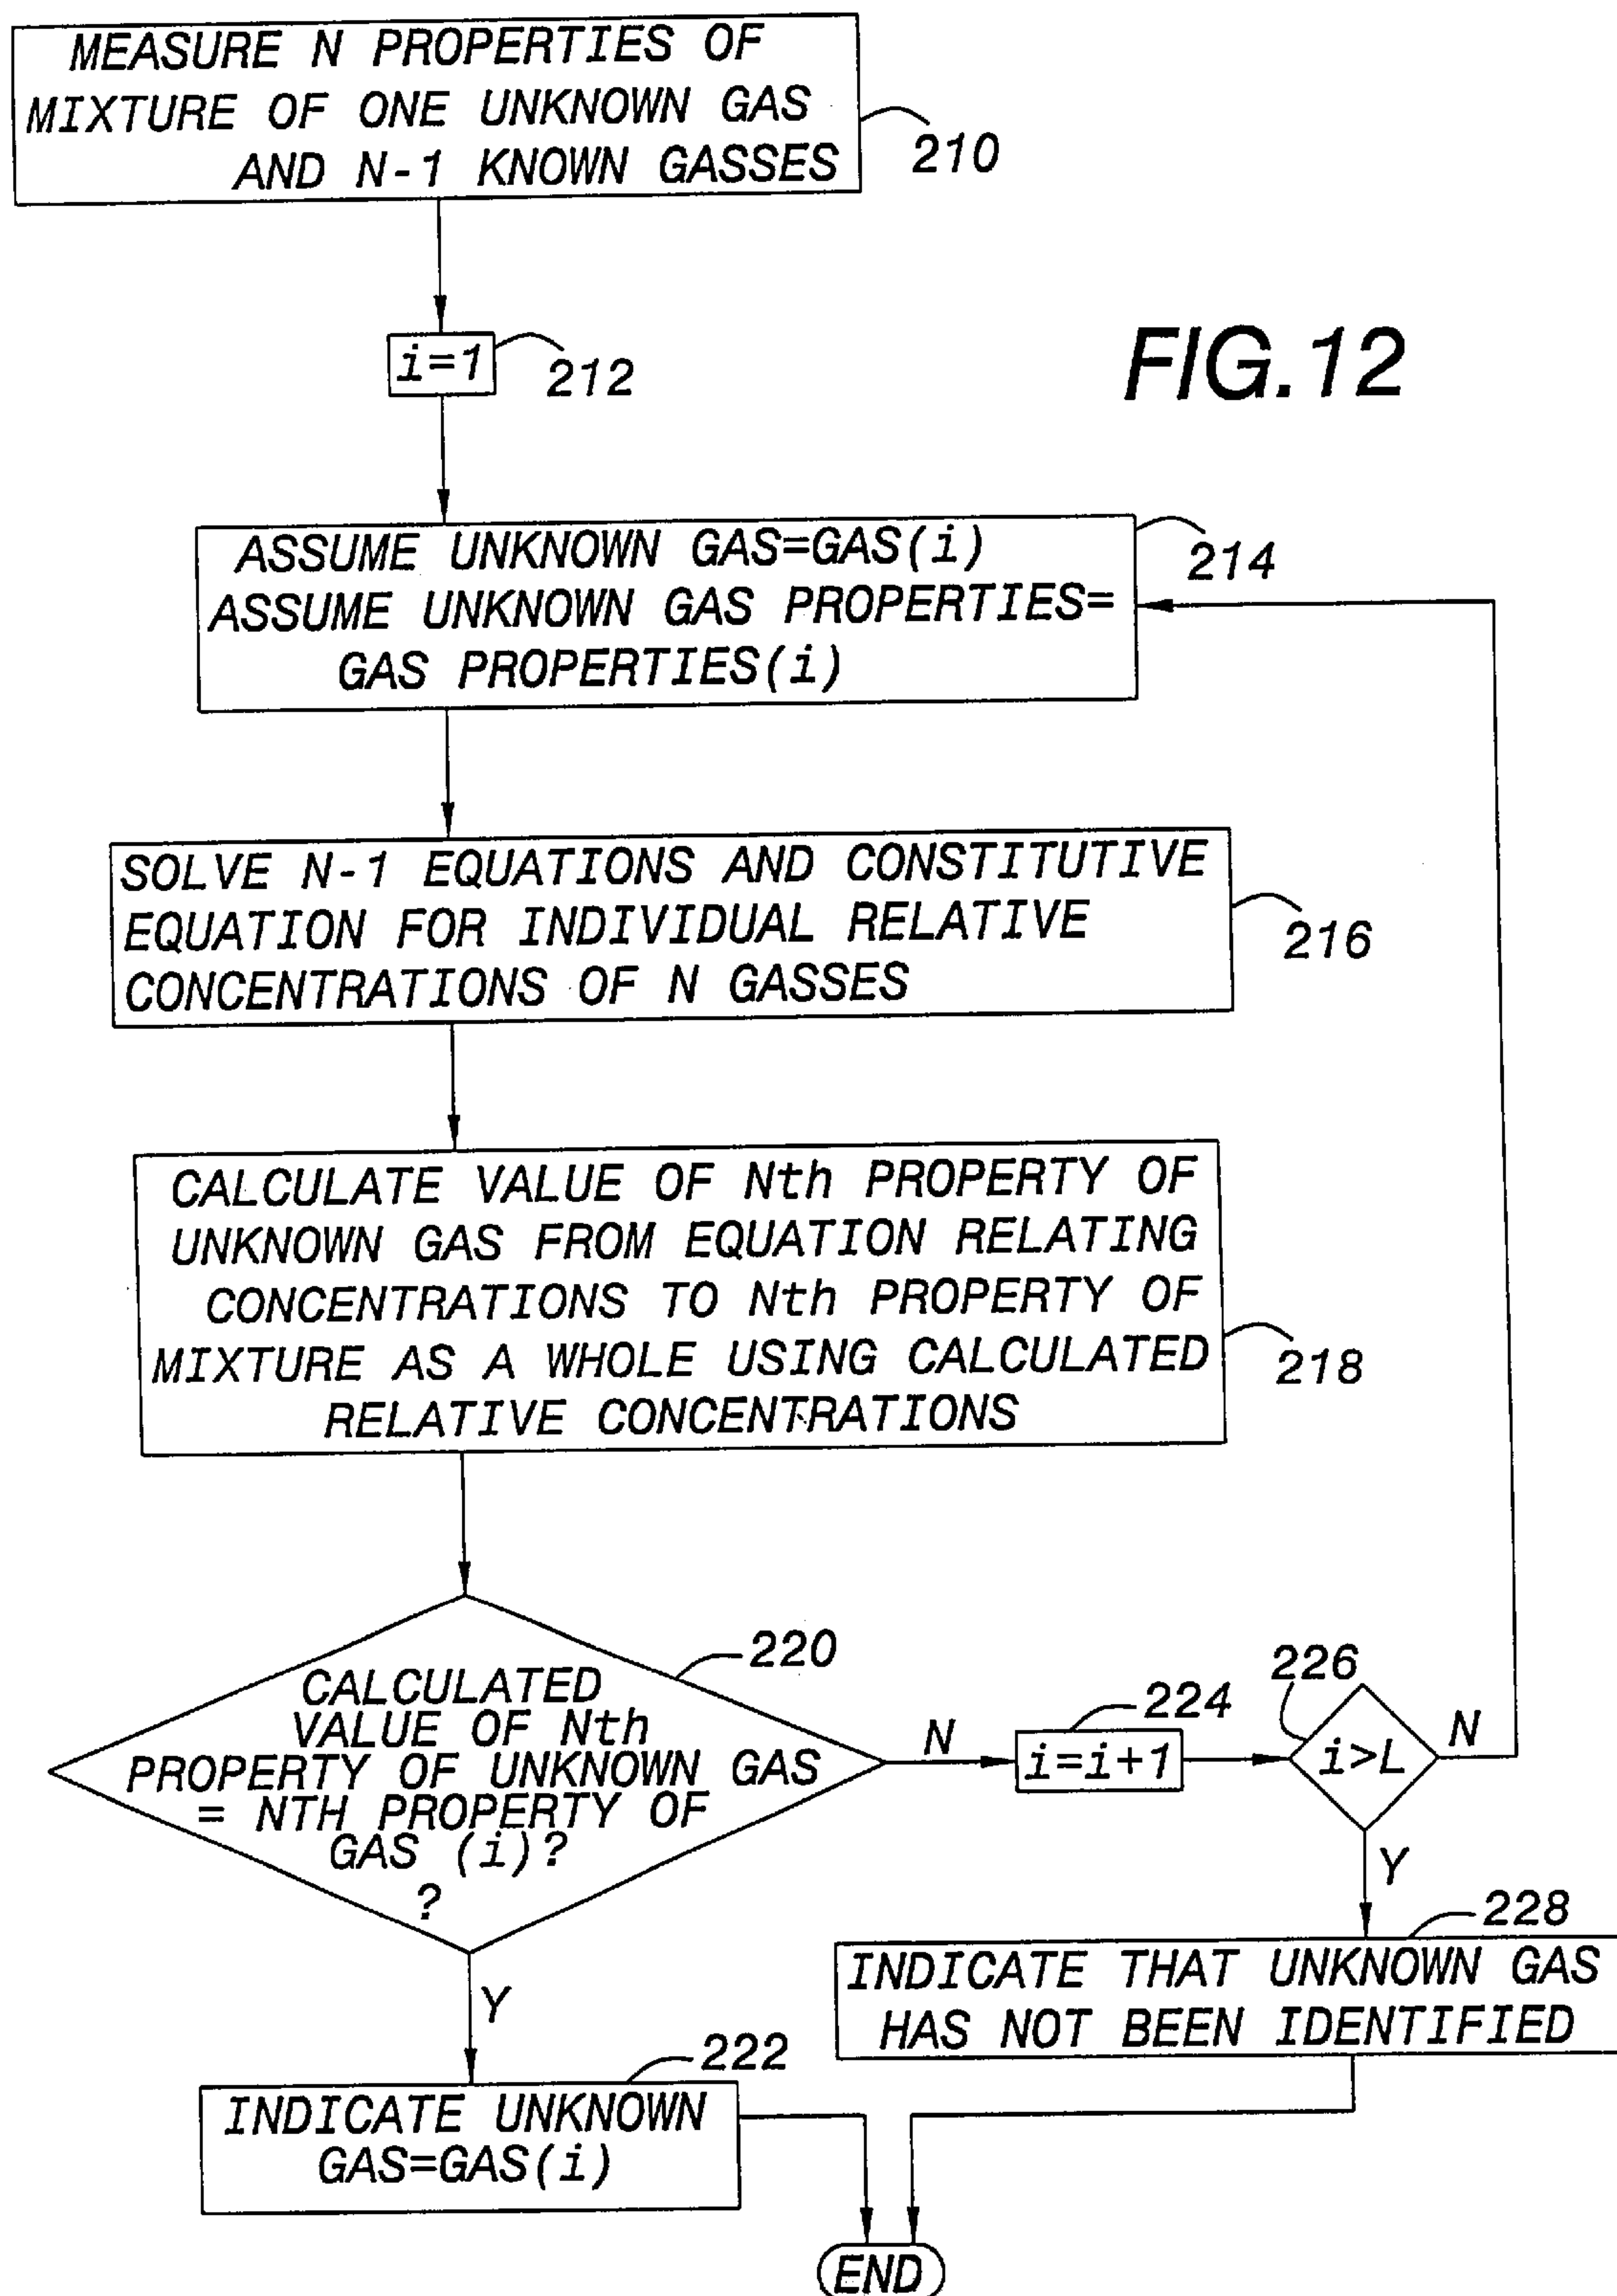 MEASURE N PROPERTIES OF
MIXTURE OF ONE UNKNOWN GAS
AND N-1 KNOWN GASSES
210
i=1
212
FIG.12
ASSUME UNKNOWN GAS=GAS(i)
ASSUME UNKNOWN GAS PROPERTIES=
GAS PROPERTIES(i)
214
SOLVE N-1 EQUATIONS AND CONSTITUTIVE
EQUATION FOR INDIVIDUAL RELATIVE
CONCENTRATIONS OF N GASSES
216
CALCULATE VALUE OF Nth PROPERTY OF
UNKNOWN GAS FROM EQUATION RELATING
CONCENTRATIONS TO Nth PROPERTY OF
MIXTURE AS A WHOLE USING CALCULATED
RELATIVE CONCENTRATIONS
218
CALCULATED
VALUE OF Nth
PROPERTY OF UNKNOWN GAS
= NTH PROPERTY OF
GAS (i)?
?
220
N
i=i+1
224
i>L
226
N
Y
Y
INDICATE UNKNOWN
GAS=GAS(i)
222
INDICATE THAT UNKNOWN GAS
HAS NOT BEEN IDENTIFIED
228
END